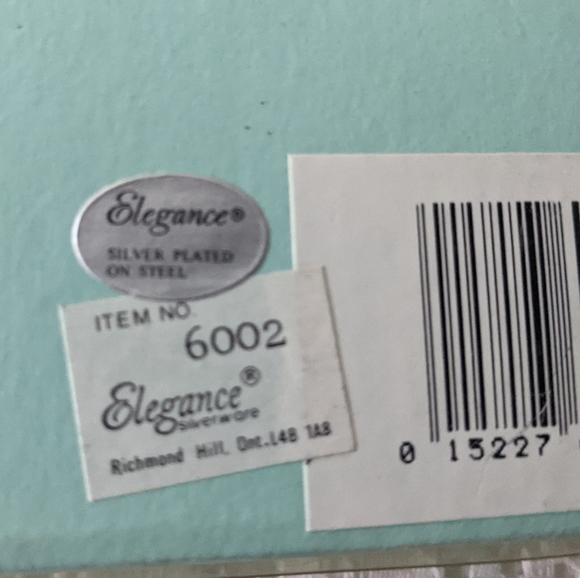 Elegance®
SILVER PLATED
ON STEEL
ITEM NO.
6002
Elegance®
Silverware
Richmond Hill, Ont. L4B 1A8
0 15227